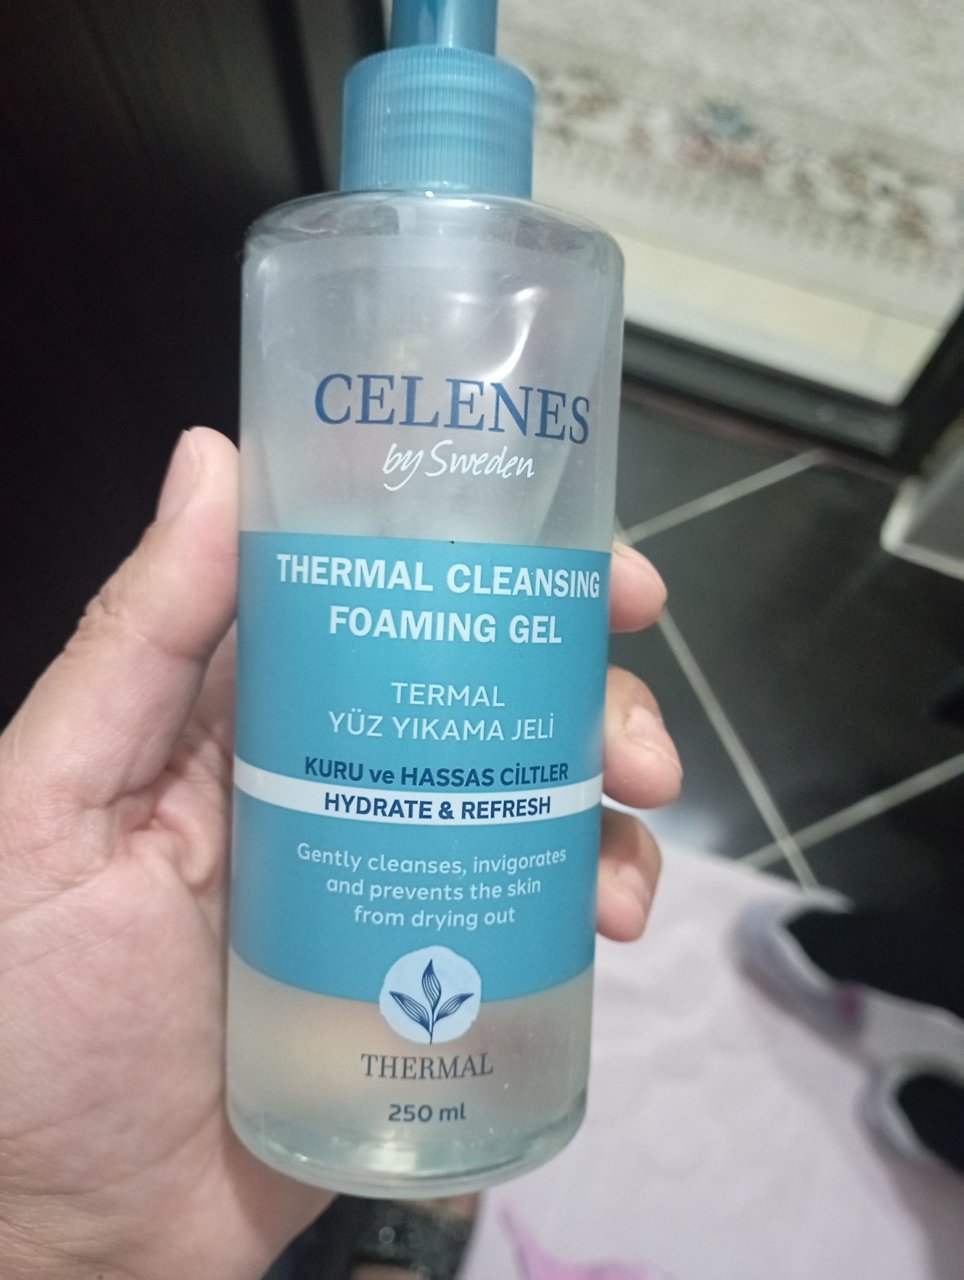 CELENES
by Sweden
THERMAL CLEANSING
FOAMING GEL
TERMAL
YÜZ YIKAMA JELİ
KURU ve HASSAS CİLTLER
HYDRATE & REFRESH
Gently cleanses, invigorates
and prevents the skin
from drying out
THERMAL
250 ml